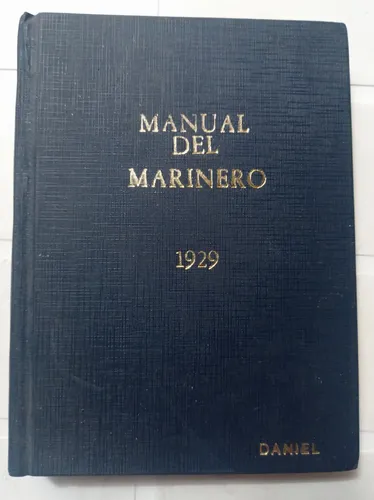 MANUAL
DEL
MARINERO
1929
DANIEL